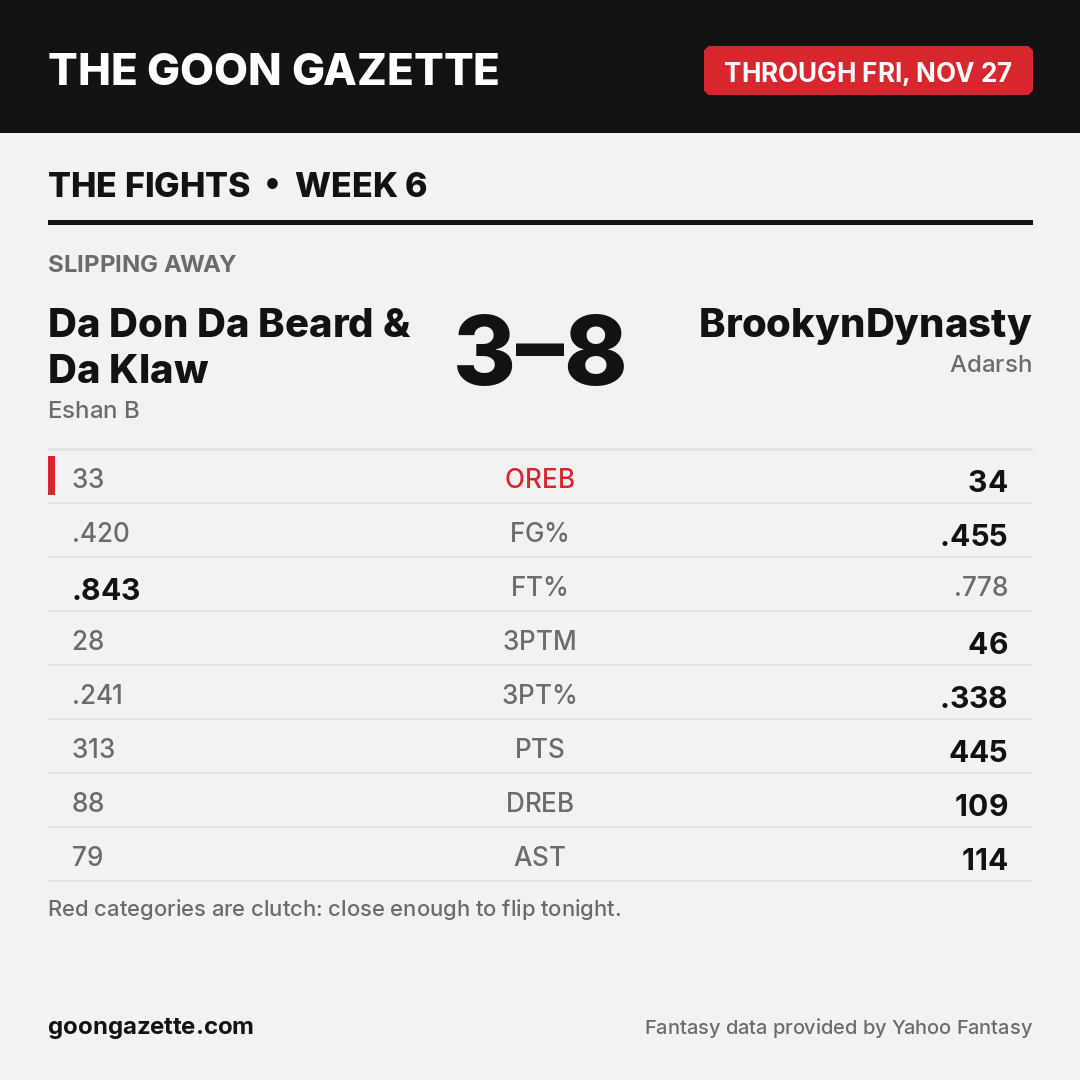 THE GOON GAZETTE
THROUGH FRI, NOV 27
THE FIGHTS • WEEK 6
SLIPPING AWAY
Da Don Da Beard &
Da Klaw
Eshan B
3–8
BrookynDynasty
Adarsh
33 OREB 34
.420 FG% .455
.843 FT% .778
28 3PTM 46
.241 3PT% .338
313 PTS 445
88 DREB 109
79 AST 114
Red categories are clutch: close enough to flip tonight.
goongazette.com
Fantasy data provided by Yahoo Fantasy